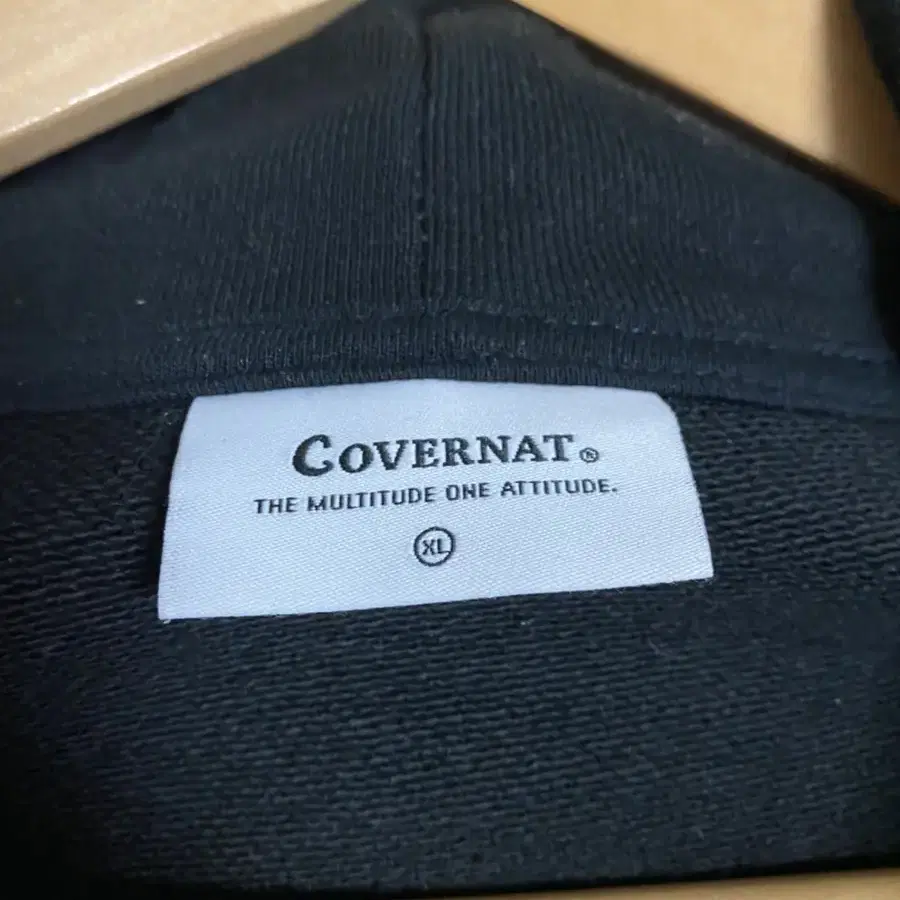 COVERNAT®
THE MULTITUDE ONE ATTITUDE.
XL